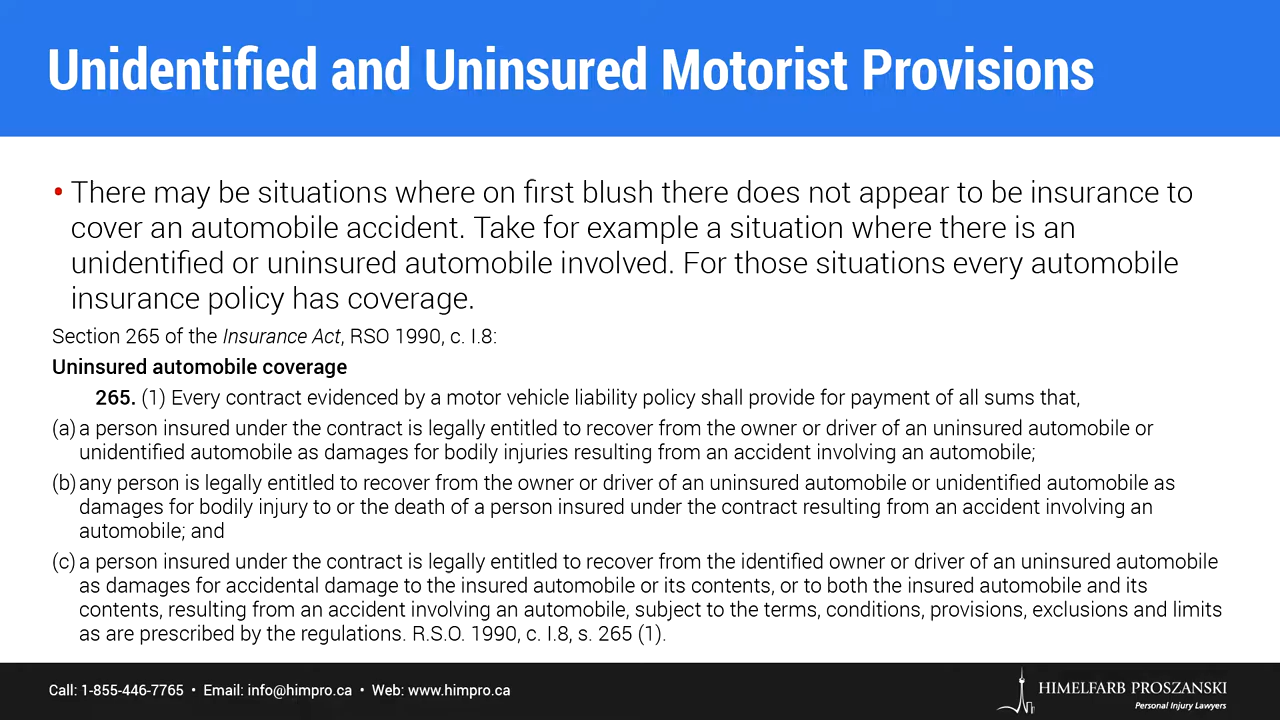 Unidentified and Uninsured Motorist Provisions
• There may be situations where on first blush there does not appear to be insurance to
cover an automobile accident. Take for example a situation where there is an
unidentified or uninsured automobile involved. For those situations every automobile
insurance policy has coverage.
Section 265 of the Insurance Act, RSO 1990, c. I.8:
Uninsured automobile coverage
265. (1) Every contract evidenced by a motor vehicle liability policy shall provide for payment of all sums that,
(a) a person insured under the contract is legally entitled to recover from the owner or driver of an uninsured automobile or
unidentified automobile as damages for bodily injuries resulting from an accident involving an automobile;
(b) any person is legally entitled to recover from the owner or driver of an uninsured automobile or unidentified automobile as
damages for bodily injury to or the death of a person insured under the contract resulting from an accident involving an
automobile; and
(c) a person insured under the contract is legally entitled to recover from the identified owner or driver of an uninsured automobile
as damages for accidental damage to the insured automobile or its contents, or to both the insured automobile and its
contents, resulting from an accident involving an automobile, subject to the terms, conditions, provisions, exclusions and limits
as are prescribed by the regulations. R.S.O. 1990, c. I.8, s. 265 (1).
Call: 1-855-446-7765 • Email: info@himpro.ca • Web: www.himpro.ca
HIMELFARB PROSZANSKI
Personal Injury Lawyers